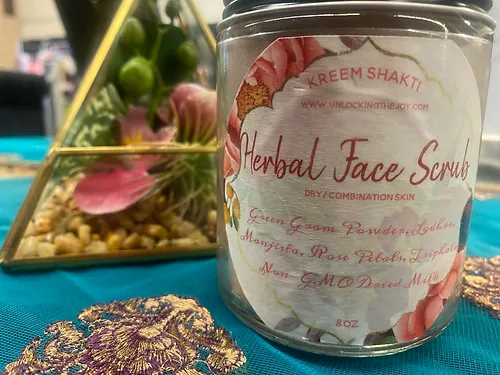 KREEM SHAKTI
WWW.UNLOCKINGTHEJOY.COM
Herbal Face Scrub
DRY/COMBINATION SKIN
Green Gram Powder, Lodhra,
Manjista, Rose Petals, Triphala
Non-GMO Dried Milk
8OZ